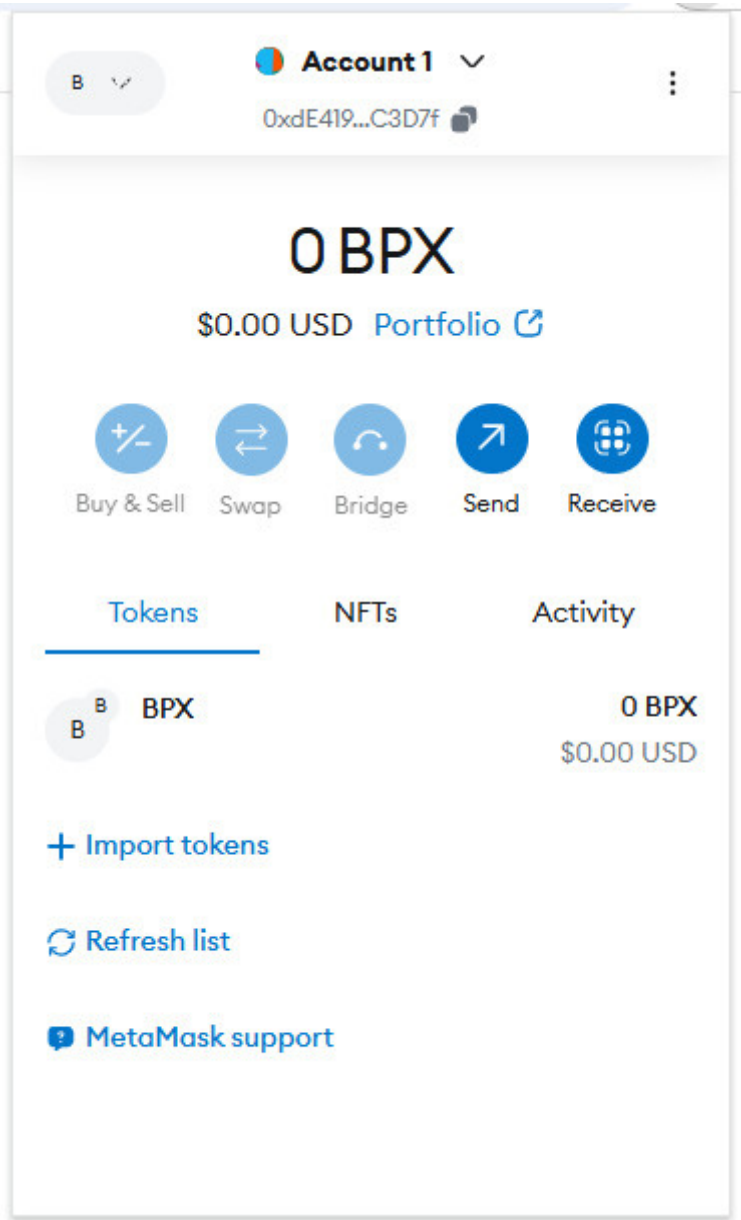 B
Account 1
0xdE419...C3D7f
0 BPX
$0.00 USD Portfolio
Buy & Sell Swap Bridge Send Receive
Tokens NFTs Activity
B B BPX 0 BPX
$0.00 USD
+ Import tokens
Refresh list
MetaMask support